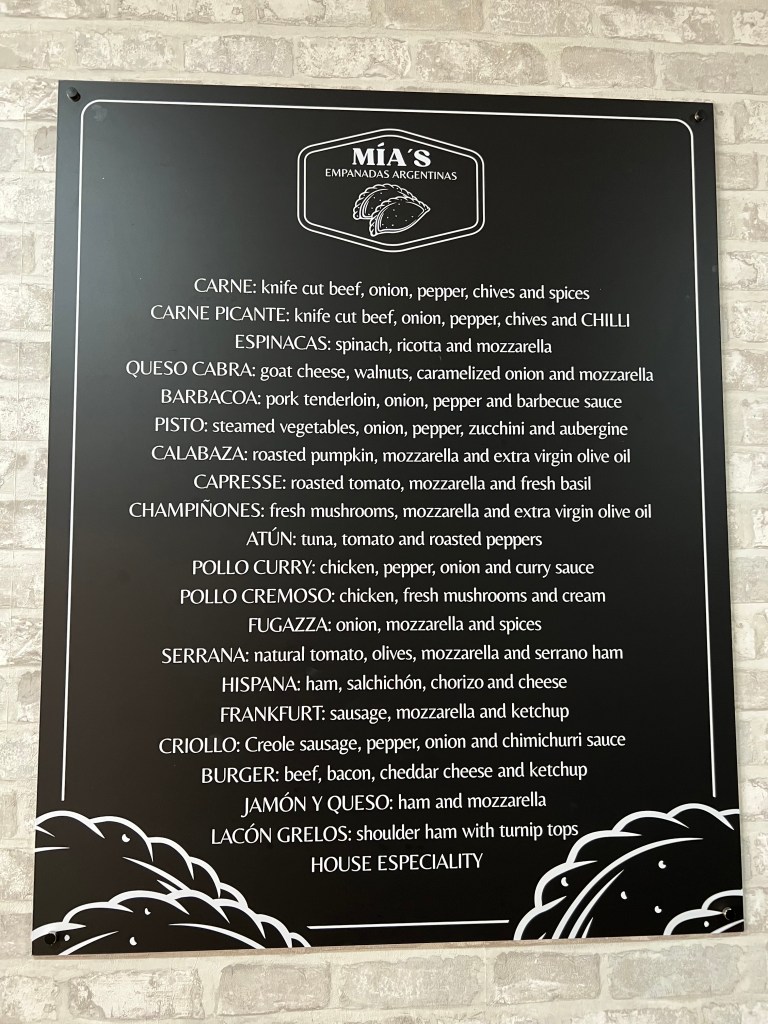 MÍA´S
EMPANADAS ARGENTINAS
CARNE: knife cut beef, onion, pepper, chives and spices
CARNE PICANTE: knife cut beef, onion, pepper, chives and CHILLI
ESPINACAS: spinach, ricotta and mozzarella
QUESO CABRA: goat cheese, walnuts, caramelized onion and mozzarella
BARBACOA: pork tenderloin, onion, pepper and barbecue sauce
PISTO: steamed vegetables, onion, pepper, zucchini and aubergine
CALABAZA: roasted pumpkin, mozzarella and extra virgin olive oil
CAPRESSE: roasted tomato, mozzarella and fresh basil
CHAMPIÑONES: fresh mushrooms, mozzarella and extra virgin olive oil
ATÚN: tuna, tomato and roasted peppers
POLLO CURRY: chicken, pepper, onion and curry sauce
POLLO CREMOSO: chicken, fresh mushrooms and cream
FUGAZZA: onion, mozzarella and spices
SERRANA: natural tomato, olives, mozzarella and serrano ham
HISPANA: ham, salchichón, chorizo and cheese
FRANKFURT: sausage, mozzarella and ketchup
CRIOLLO: Creole sausage, pepper, onion and chimichurri sauce
BURGER: beef, bacon, cheddar cheese and ketchup
JAMÓN Y QUESO: ham and mozzarella
LACÓN GRELOS: shoulder ham with turnip tops
HOUSE ESPECIALITY